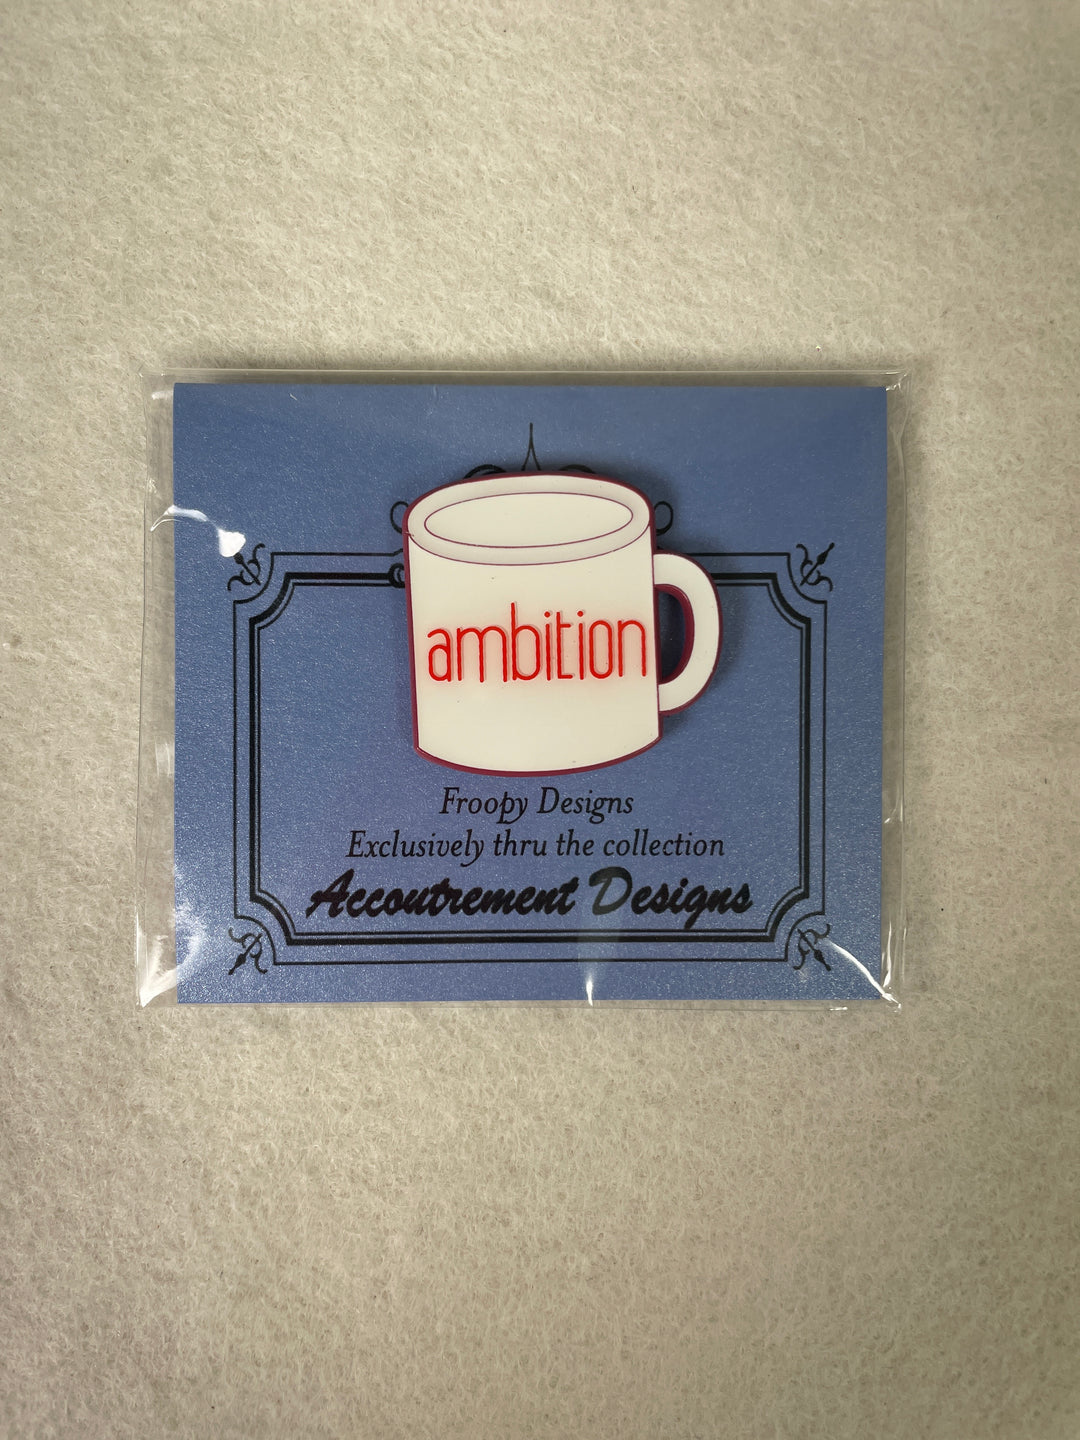 ambition
Froopy Designs
Exclusively thru the collection
Accoutrement Designs